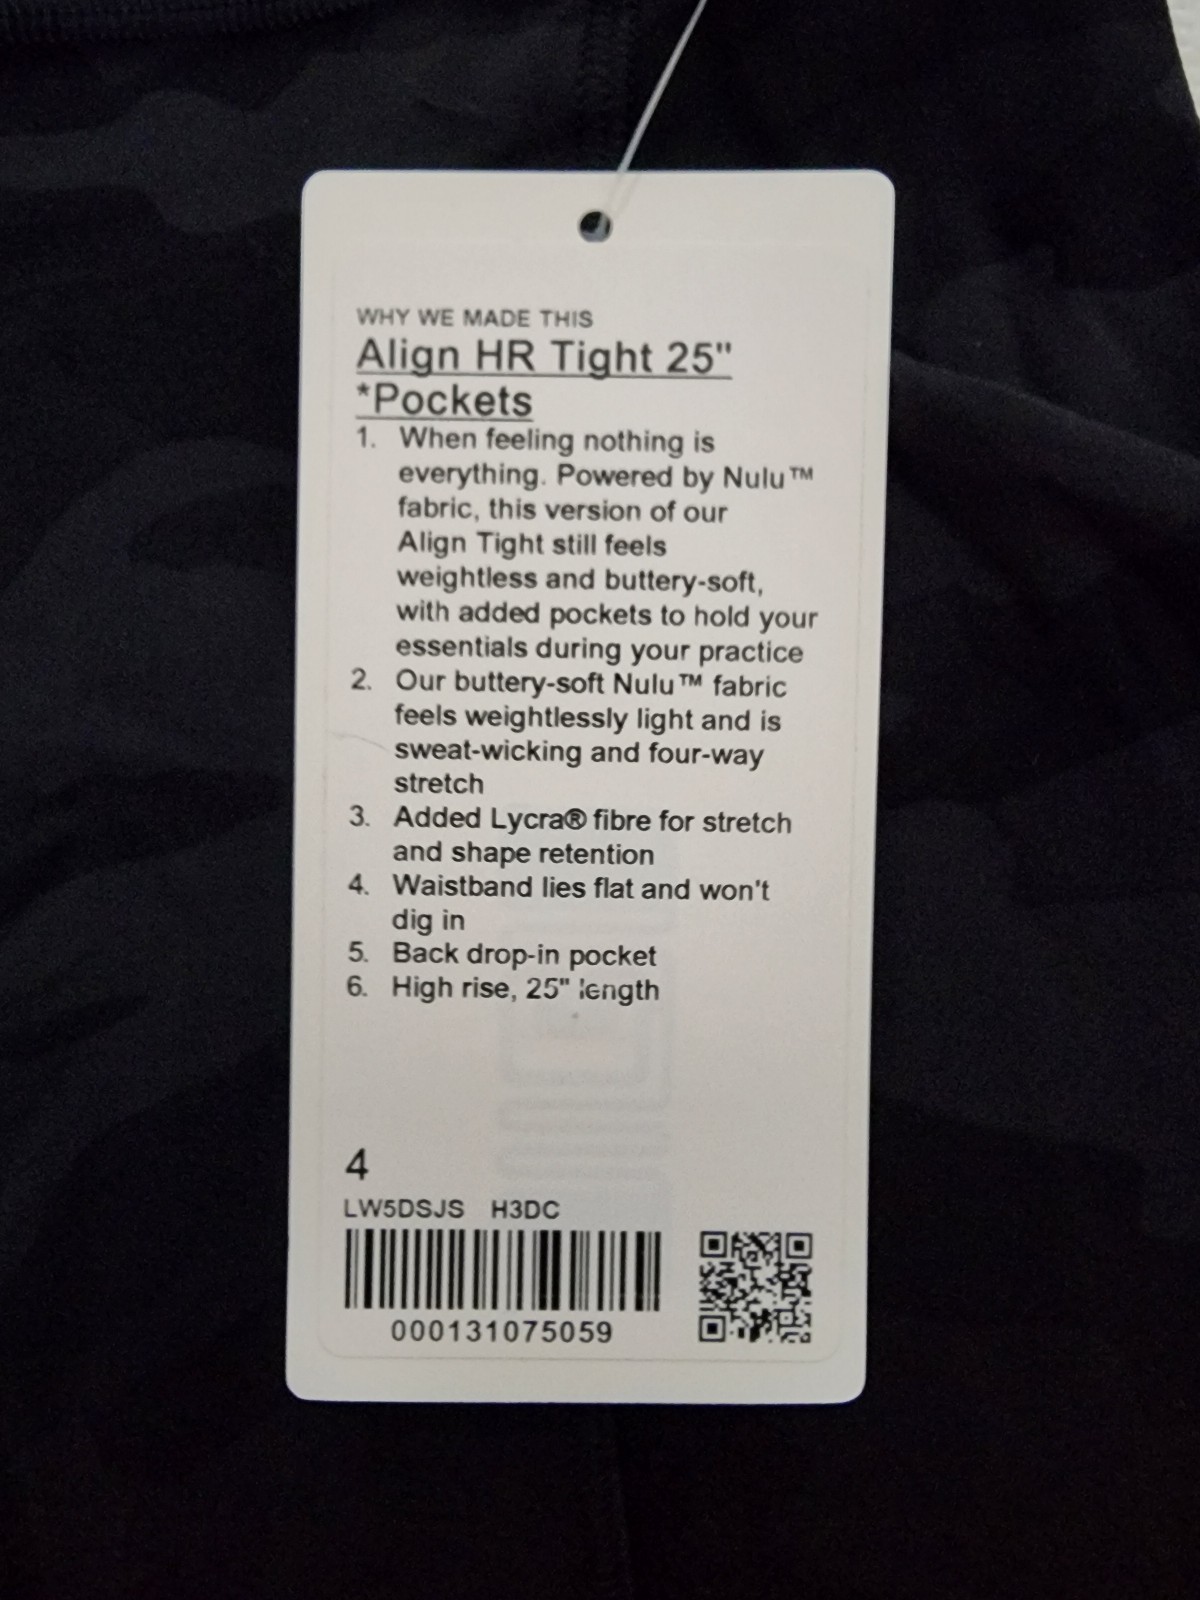 WHY WE MADE THIS
Align HR Tight 25"
*Pockets
1. When feeling nothing is
everything. Powered by Nulu™
fabric, this version of our
Align Tight still feels
weightless and buttery-soft,
with added pockets to hold your
essentials during your practice
2. Our buttery-soft Nulu™ fabric
feels weightlessly light and is
sweat-wicking and four-way
stretch
3. Added Lycra® fibre for stretch
and shape retention
4. Waistband lies flat and won't
dig in
5. Back drop-in pocket
6. High rise, 25" length
4
LW5DSJS H3DC
000131075059